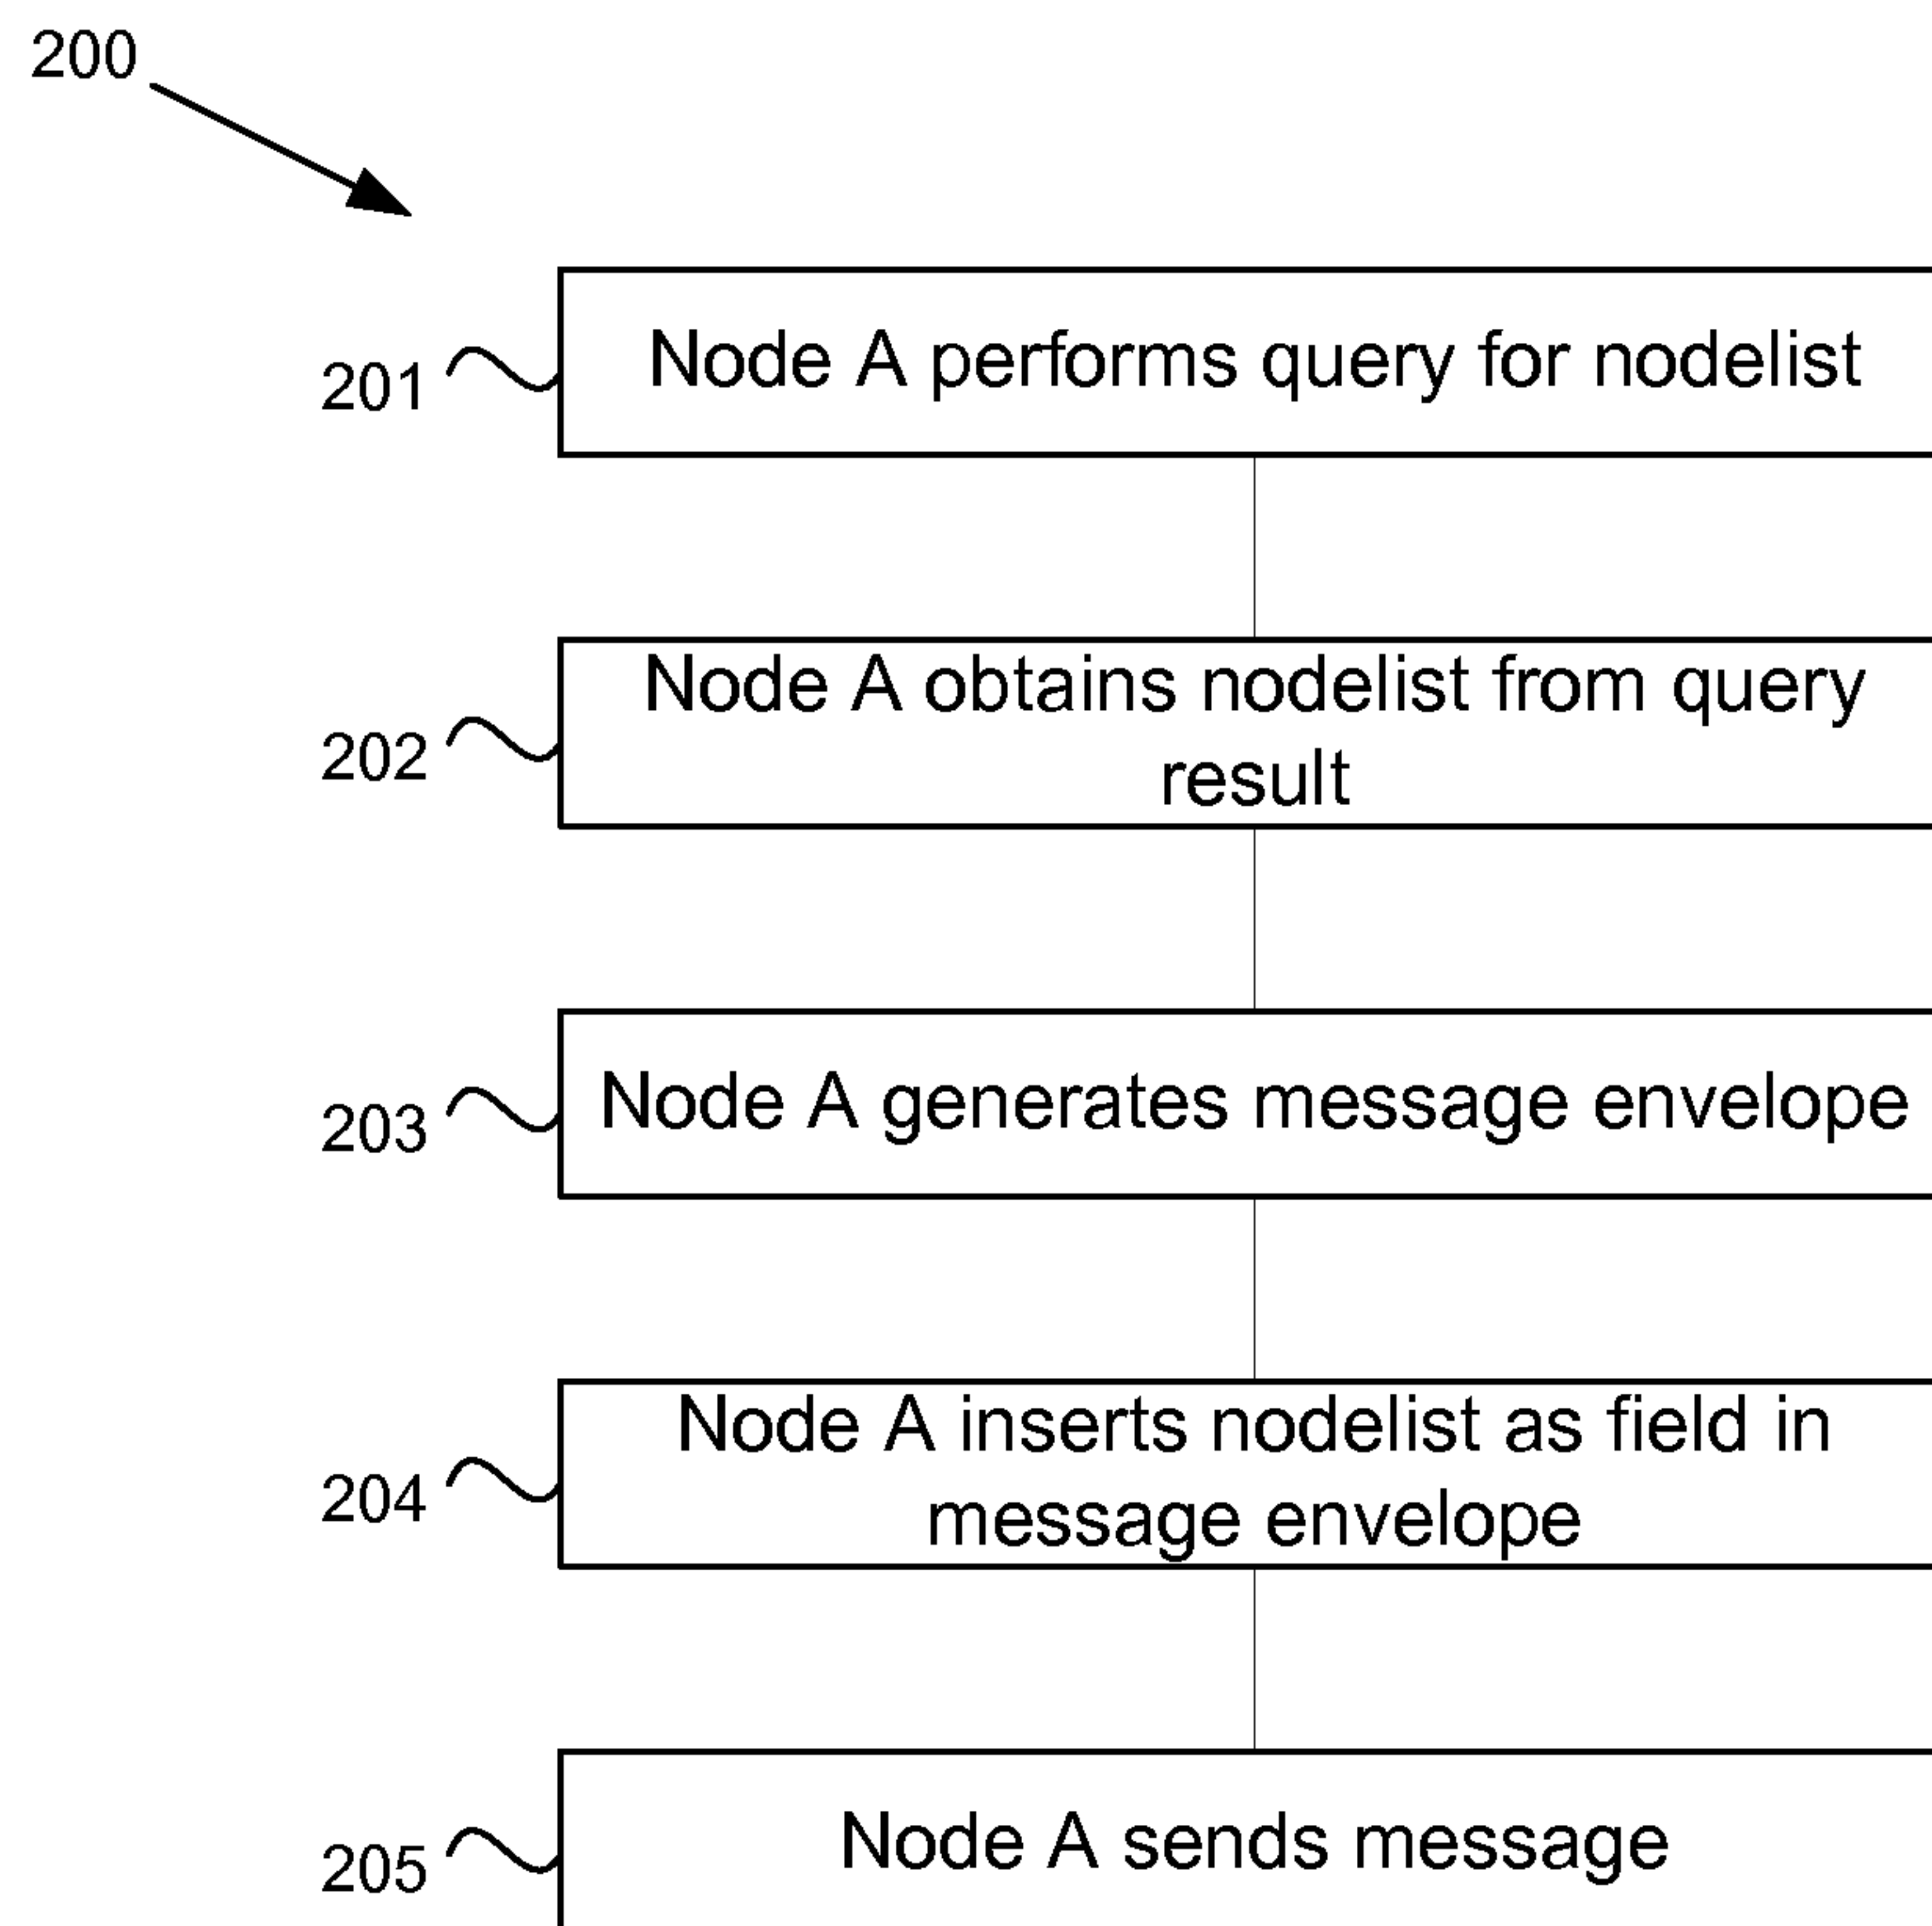 200
201
Node A performs query for nodelist
202
Node A obtains nodelist from query
result
203
Node A generates message envelope
204
Node A inserts nodelist as field in
message envelope
205
Node A sends message